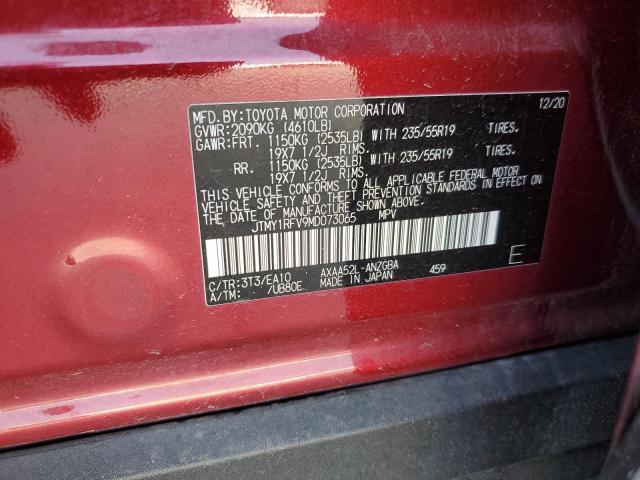 MFD.BY:TOYOTA MOTOR CORPORATION 12/20
GVWR:2090KG (4610LB)
GAWR:FRT. 1150KG (2535LB) WITH 235/55R19 TIRES.
19X7 1/2J RIMS.
RR. 1150KG (2535LB) WITH 235/55R19 TIRES.
19X7 1/2J RIMS.
THIS VEHICLE CONFORMS TO ALL APPLICABLE FEDERAL MOTOR
VEHICLE SAFETY AND THEFT PREVENTION STANDARDS IN EFFECT ON
THE DATE OF MANUFACTURE SHOWN ABOVE.
JTMY1RFV9MD073065 MPV
C/TR:3T3/EA10 AXAA52L-ANZGBA 459 E
A/TM: /UB80E MADE IN JAPAN